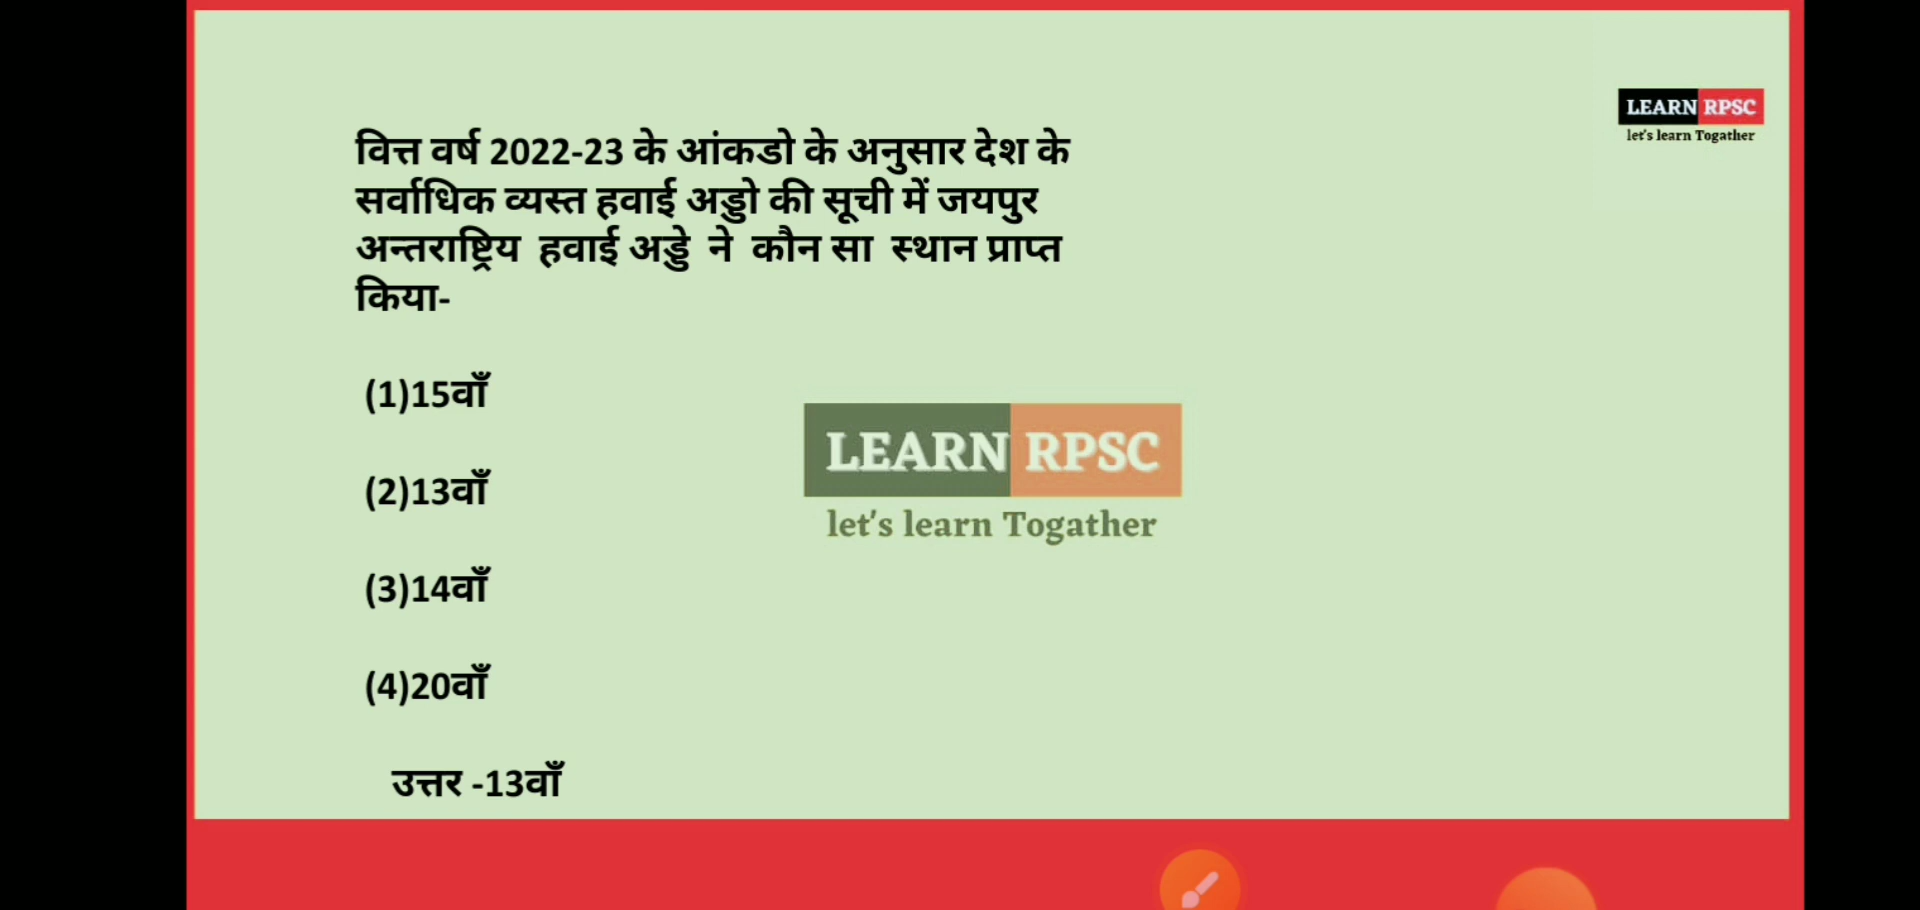 LEARN RPSC
let's learn Togather
वित्त वर्ष 2022-23 के आंकडो के अनुसार देश के
सर्वाधिक व्यस्त हवाई अड्डो की सूची में जयपुर
अन्तराष्ट्रिय हवाई अड्डे ने कौन सा स्थान प्राप्त
किया-
(1)15वाँ
(2)13वाँ
LEARN RPSC
let's learn Togather
(3)14वाँ
(4)20वाँ
उत्तर -13वाँ